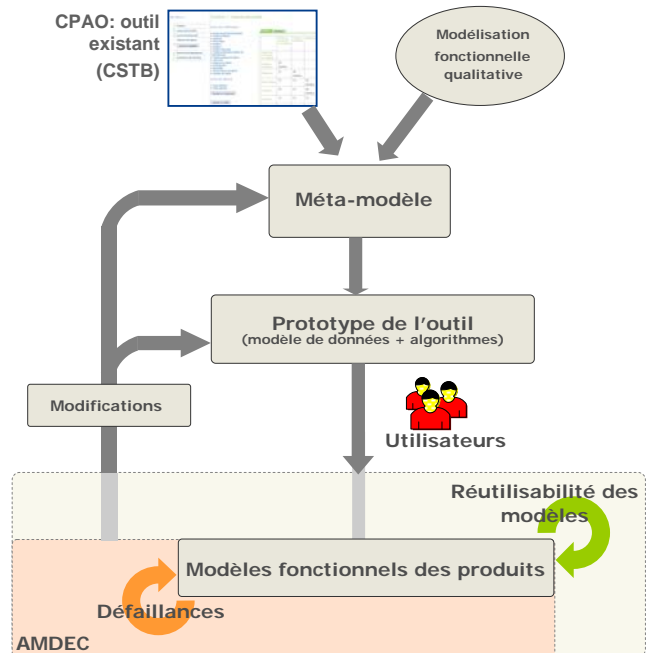 CPAO: outil
existant
(CSTB)
Modélisation
fonctionnelle
qualitative
Méta-modèle
Prototype de l'outil
(modèle de données + algorithmes)
Modifications
Utilisateurs
Réutilisabilité des
modèles
Modèles fonctionnels des produits
Défaillances
AMDEC